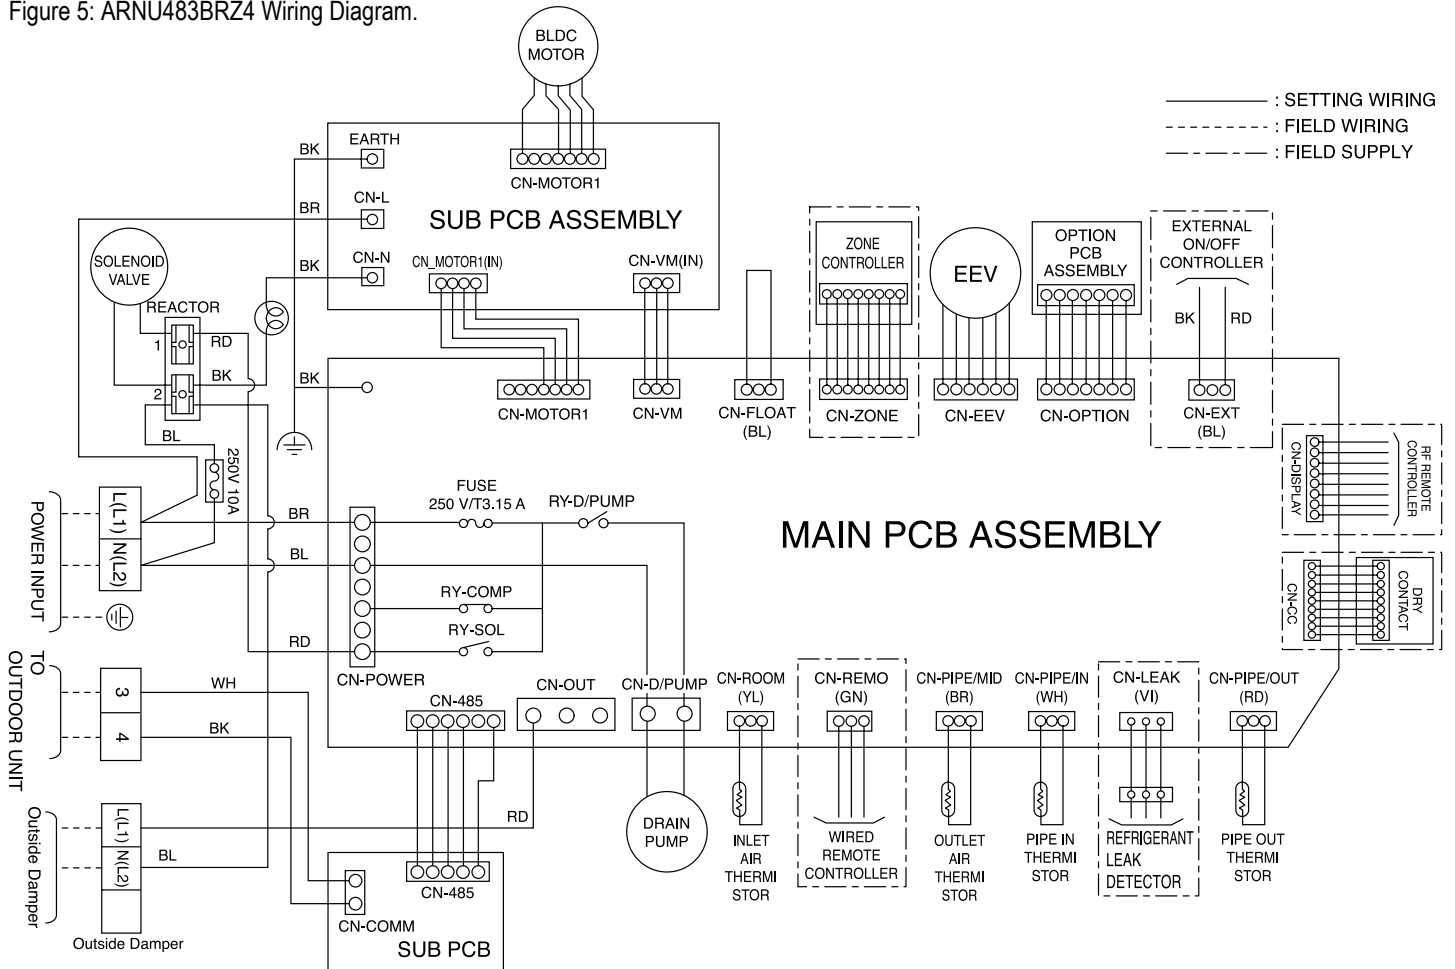 Figure 5: ARNU483BRZ4 Wiring Diagram.
BLDC
MOTOR
: SETTING WIRING
: FIELD WIRING
: FIELD SUPPLY
EARTH
BK
CN-MOTOR1
CN-L
BR
SUB PCB ASSEMBLY
CN-N
BK
CN_MOTOR1(IN)
CN-VM(IN)
SOLENOID
VALVE
REACTOR
1
RD
2
BK
BL
250V 10A
ZONE
CONTROLLER
EEV
OPTION
PCB
ASSEMBLY
EXTERNAL
ON/OFF
CONTROLLER
BK
RD
BK
CN-MOTOR1
CN-VM
CN-FLOAT
(BL)
CN-ZONE
CN-EEV
CN-OPTION
CN-EXT
(BL)
CN-DISPLAY
RF REMOTE
CONTROLLER
CN-CC
DRY
CONTACT
MAIN PCB ASSEMBLY
POWER INPUT
L(L1)
N(L2)
BR
BL
RD
FUSE
250 V/T3.15 A
RY-D/PUMP
RY-COMP
RY-SOL
CN-POWER
TO
OUTDOOR UNIT
3
4
WH
BK
CN-485
CN-OUT
CN-D/PUMP
CN-ROOM
(YL)
CN-REMO
(GN)
CN-PIPE/MID
(BR)
CN-PIPE/IN
(WH)
CN-LEAK
(VI)
CN-PIPE/OUT
(RD)
Outside Damper
L(L1)
N(L2)
BL
RD
Outside Damper
CN-485
CN-COMM
SUB PCB
DRAIN
PUMP
INLET
AIR
THERMI
STOR
WIRED
REMOTE
CONTROLLER
OUTLET
AIR
THERMI
STOR
PIPE IN
THERMI
STOR
REFRIGERANT
LEAK
DETECTOR
PIPE OUT
THERMI
STOR